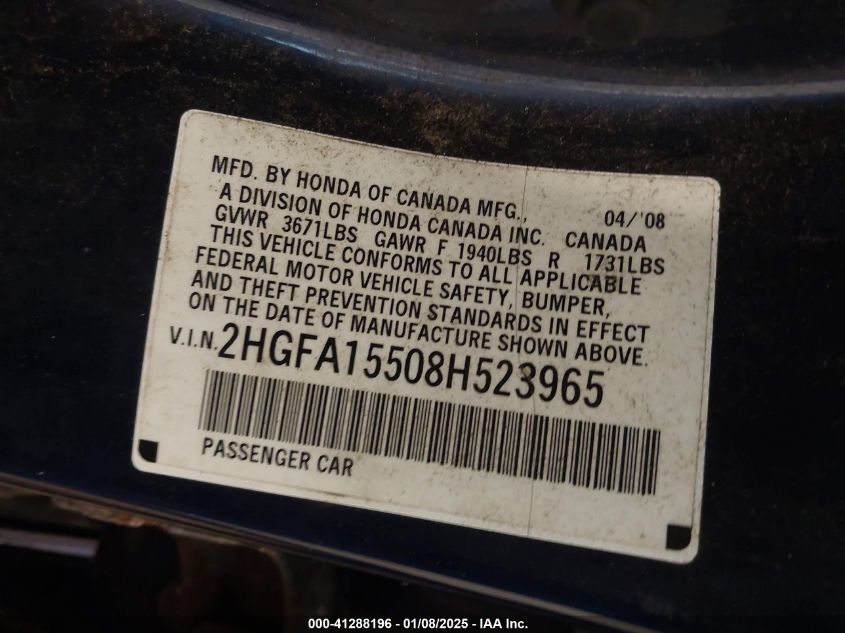 MFD. BY HONDA OF CANADA MFG., 04/'08
A DIVISION OF HONDA CANADA INC. CANADA
GVWR 3671LBS GAWR F 1940LBS R 1731LBS
THIS VEHICLE CONFORMS TO ALL APPLICABLE
FEDERAL MOTOR VEHICLE SAFETY, BUMPER,
AND THEFT PREVENTION STANDARDS IN EFFECT
ON THE DATE OF MANUFACTURE SHOWN ABOVE.
V.I.N. 2HGFA15508H523965
PASSENGER CAR
000-41288196 - 01/08/2025 - IAA Inc.